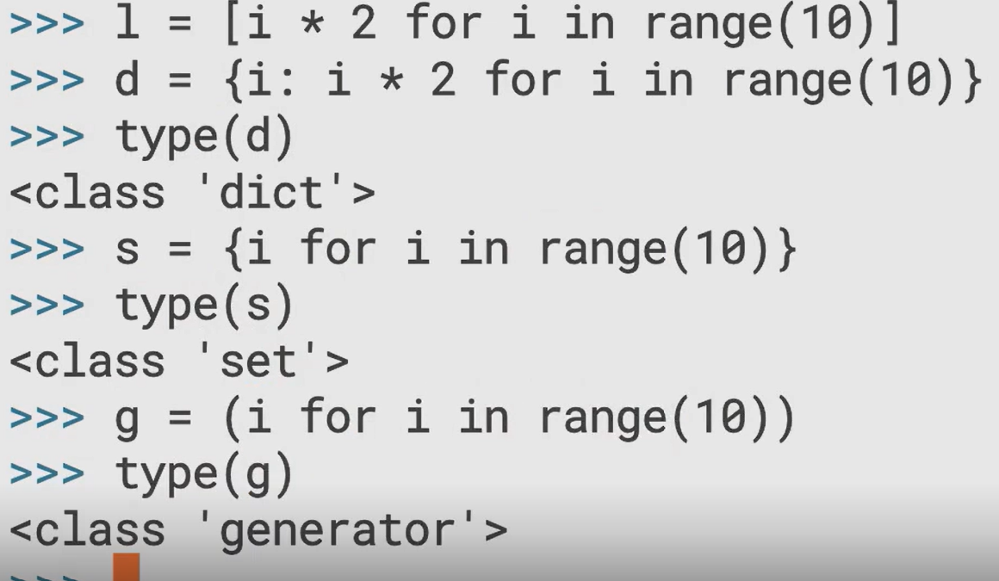 >>> l = [i * 2 for i in range(10)]
>>> d = {i: i * 2 for i in range(10)}
>>> type(d)
<class 'dict'>
>>> s = {i for i in range(10)}
>>> type(s)
<class 'set'>
>>> g = (i for i in range(10))
>>> type(g)
<class 'generator'>
>>>